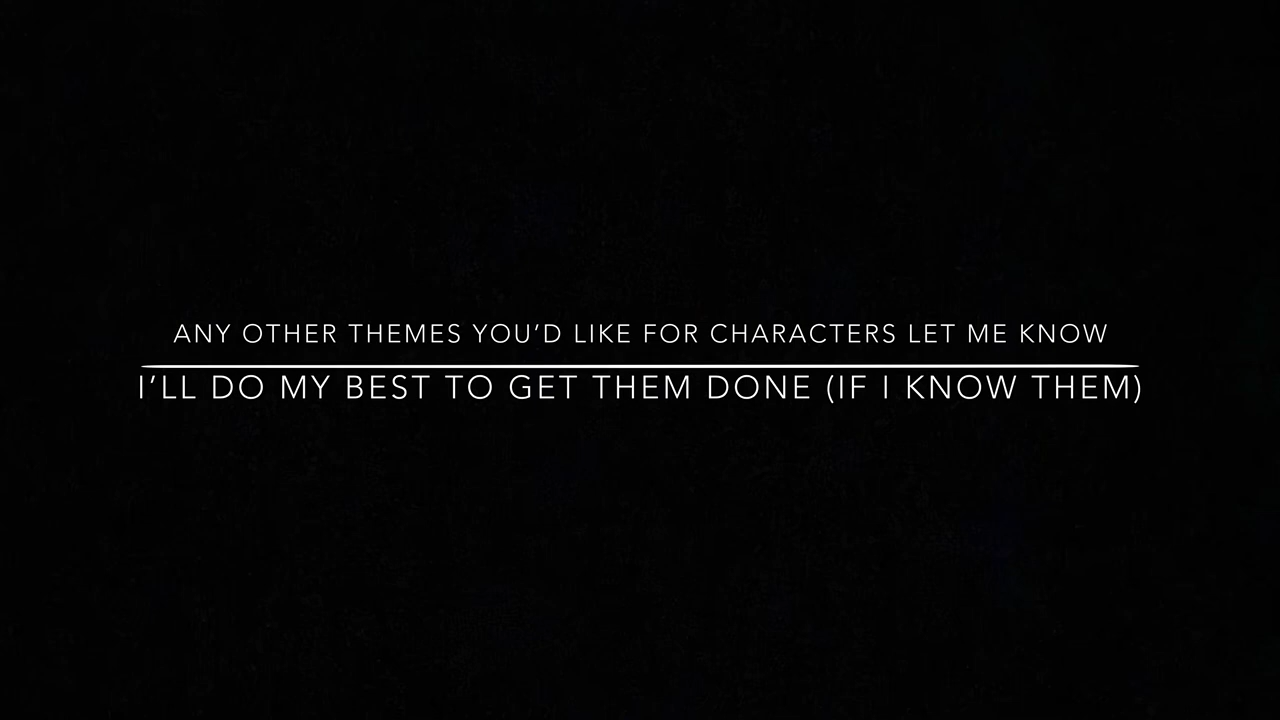 ANY OTHER THEMES YOU’D LIKE FOR CHARACTERS LET ME KNOW
I’LL DO MY BEST TO GET THEM DONE (IF I KNOW THEM)